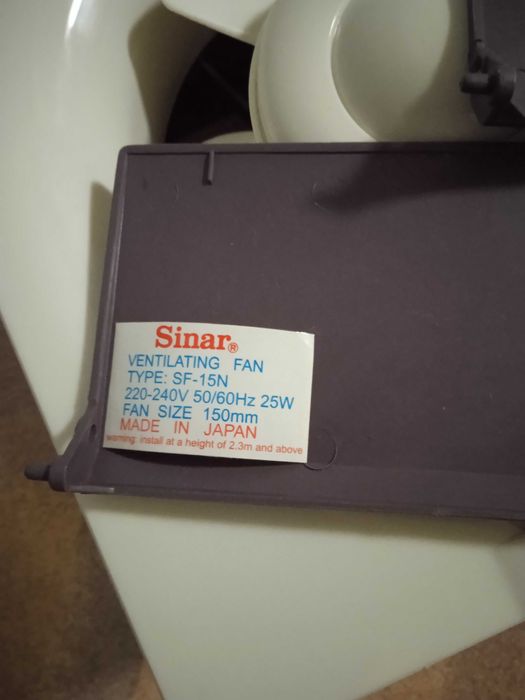 Sinar®
VENTILATING FAN
TYPE: SF-15N
220-240V 50/60Hz 25W
FAN SIZE 150mm
MADE IN JAPAN
warning: install at a height of 2.3m and above